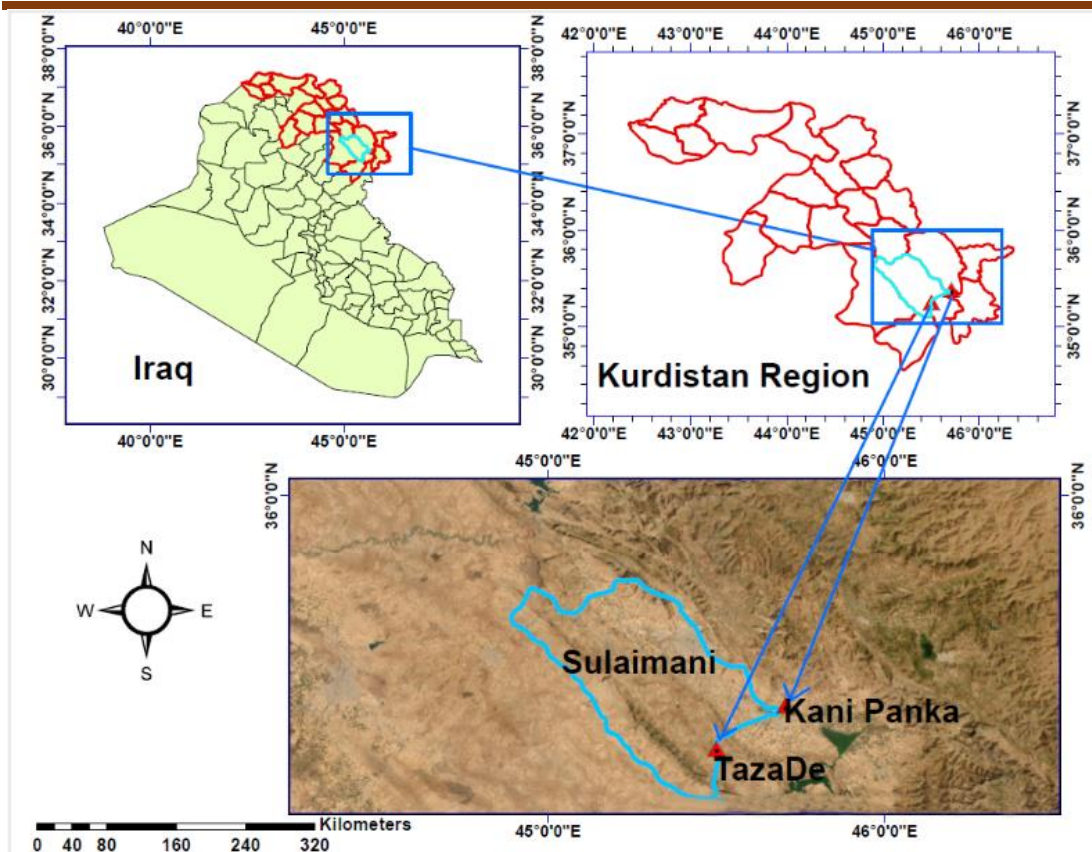 40°0'0"E 45°0'0"E
38°0'0"N
36°0'0"N
34°0'0"N
32°0'0"N
30°0'0"N
Iraq
40°0'0"E 45°0'0"E
42°0'0"E 43°0'0"E 44°0'0"E 45°0'0"E 46°0'0"E
37°0'0"N
36°0'0"N
35°0'0"N
38°0'0"N
36°0'0"N
34°0'0"N
32°0'0"N
30°0'0"N
37°0'0"N
36°0'0"N
35°0'0"N
Kurdistan Region
42°0'0"E 43°0'0"E 44°0'0"E 45°0'0"E 46°0'0"E
45°0'0"E 46°0'0"E
36°0'0"N
36°0'0"N
N
W E
S
Sulaimani
Kani Panka
TazaDe
45°0'0"E 46°0'0"E
Kilometers
0 40 80 160 240 320